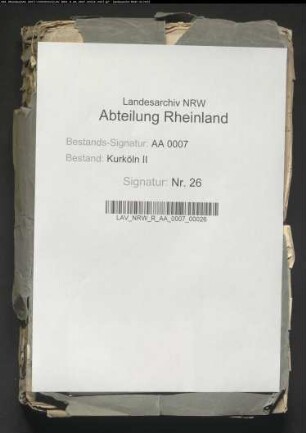 Landesarchiv NRW
Abteilung Rheinland
Bestands-Signatur: AA 0007
Bestand: Kurköln II
Signatur: Nr. 26
LAV_NRW_R_AA_0007_00026